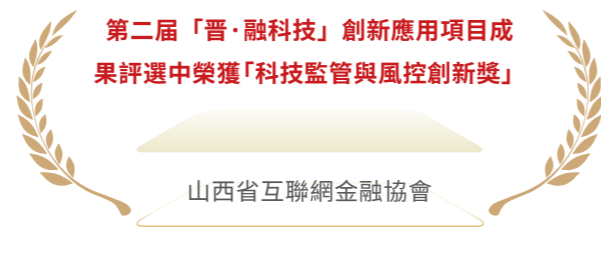 第二届「晋·融科技」創新應用項目成
果評選中榮獲「科技監管與風控創新獎」
山西省互聯網金融協會